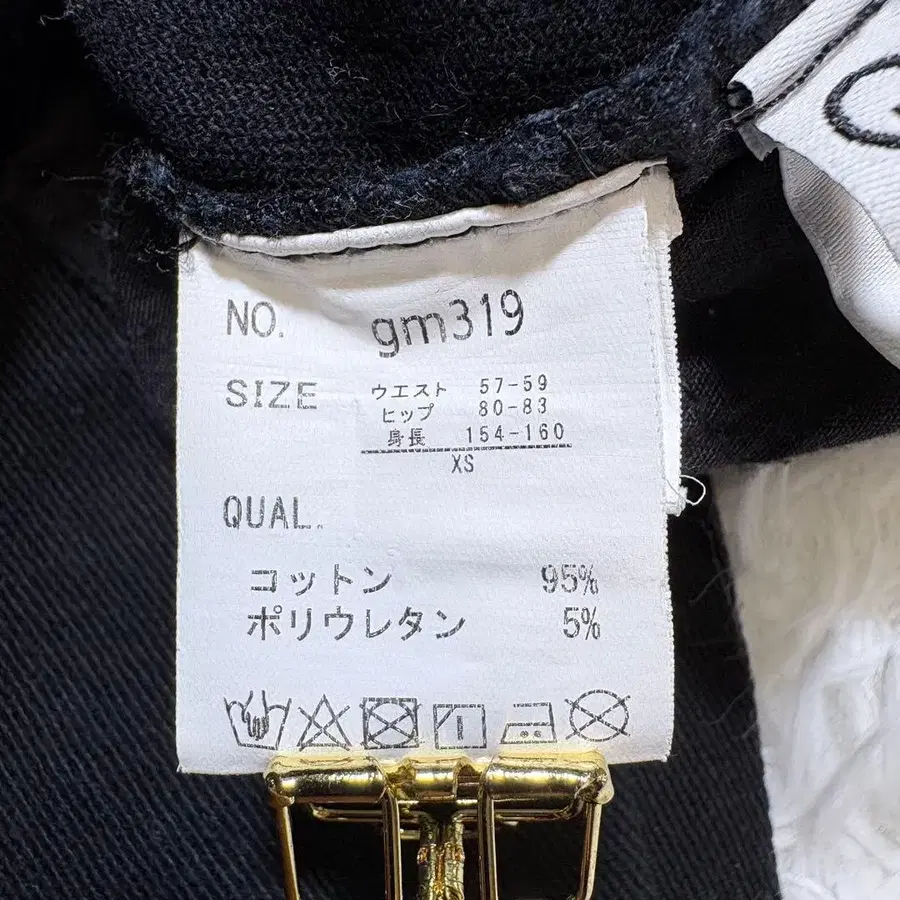 NO. gm319
SIZE ウエスト 57-59
ヒップ 80-83
身長 154-160
XS
QUAL.
コットン 95%
ポリウレタン 5%